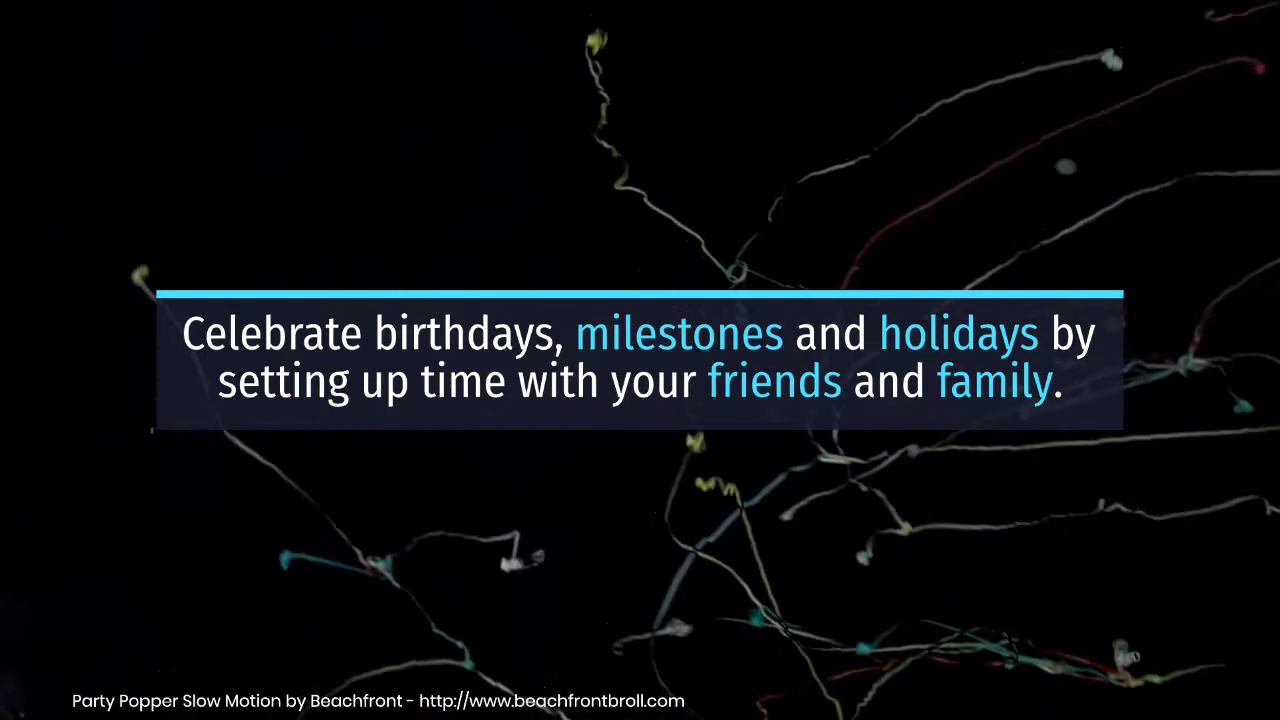 Celebrate birthdays, milestones and holidays by
setting up time with your friends and family.
Party Popper Slow Motion by Beachfront - http://www.beachfrontbroll.com